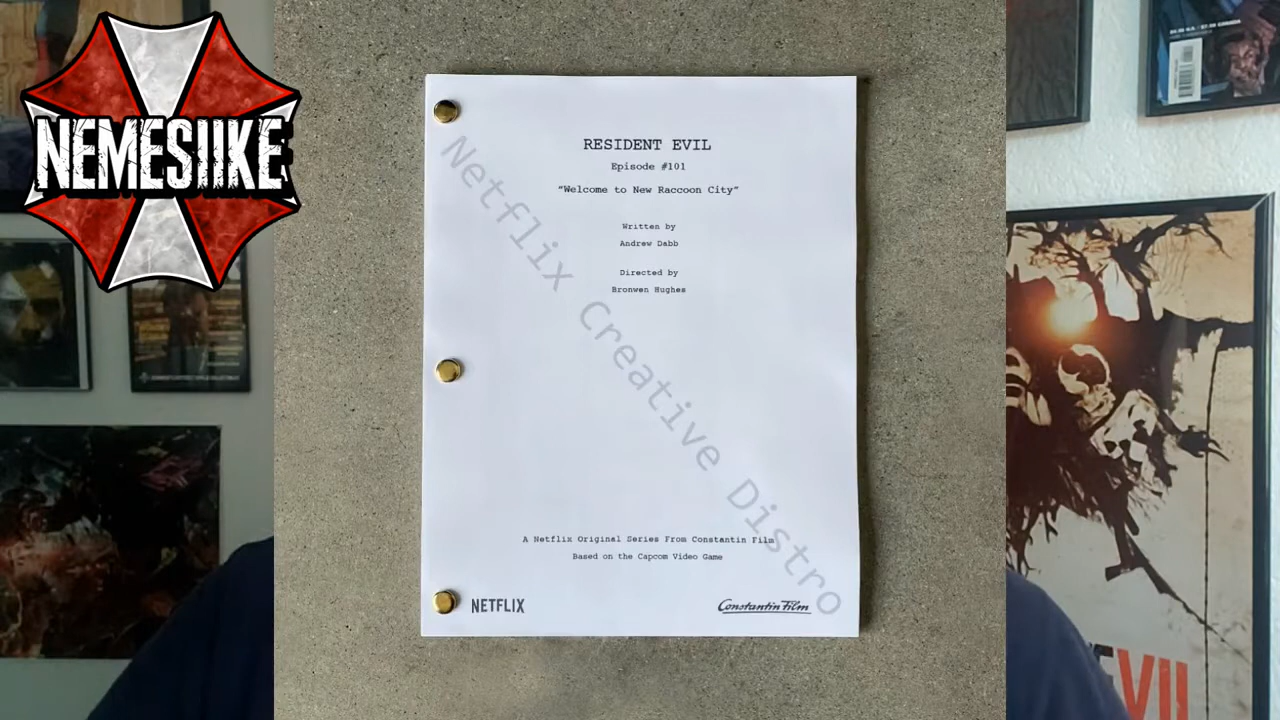 NEMESIIKE
RESIDENT EVIL
Episode #101
“Welcome to New Raccoon City”
Written by
Andrew Dabb
Directed by
Bronwen Hughes
Netflix Creative Distro
A Netflix Original Series From Constantin Film
Based on the Capcom Video Game
NETFLIX
Constantin Film
VII